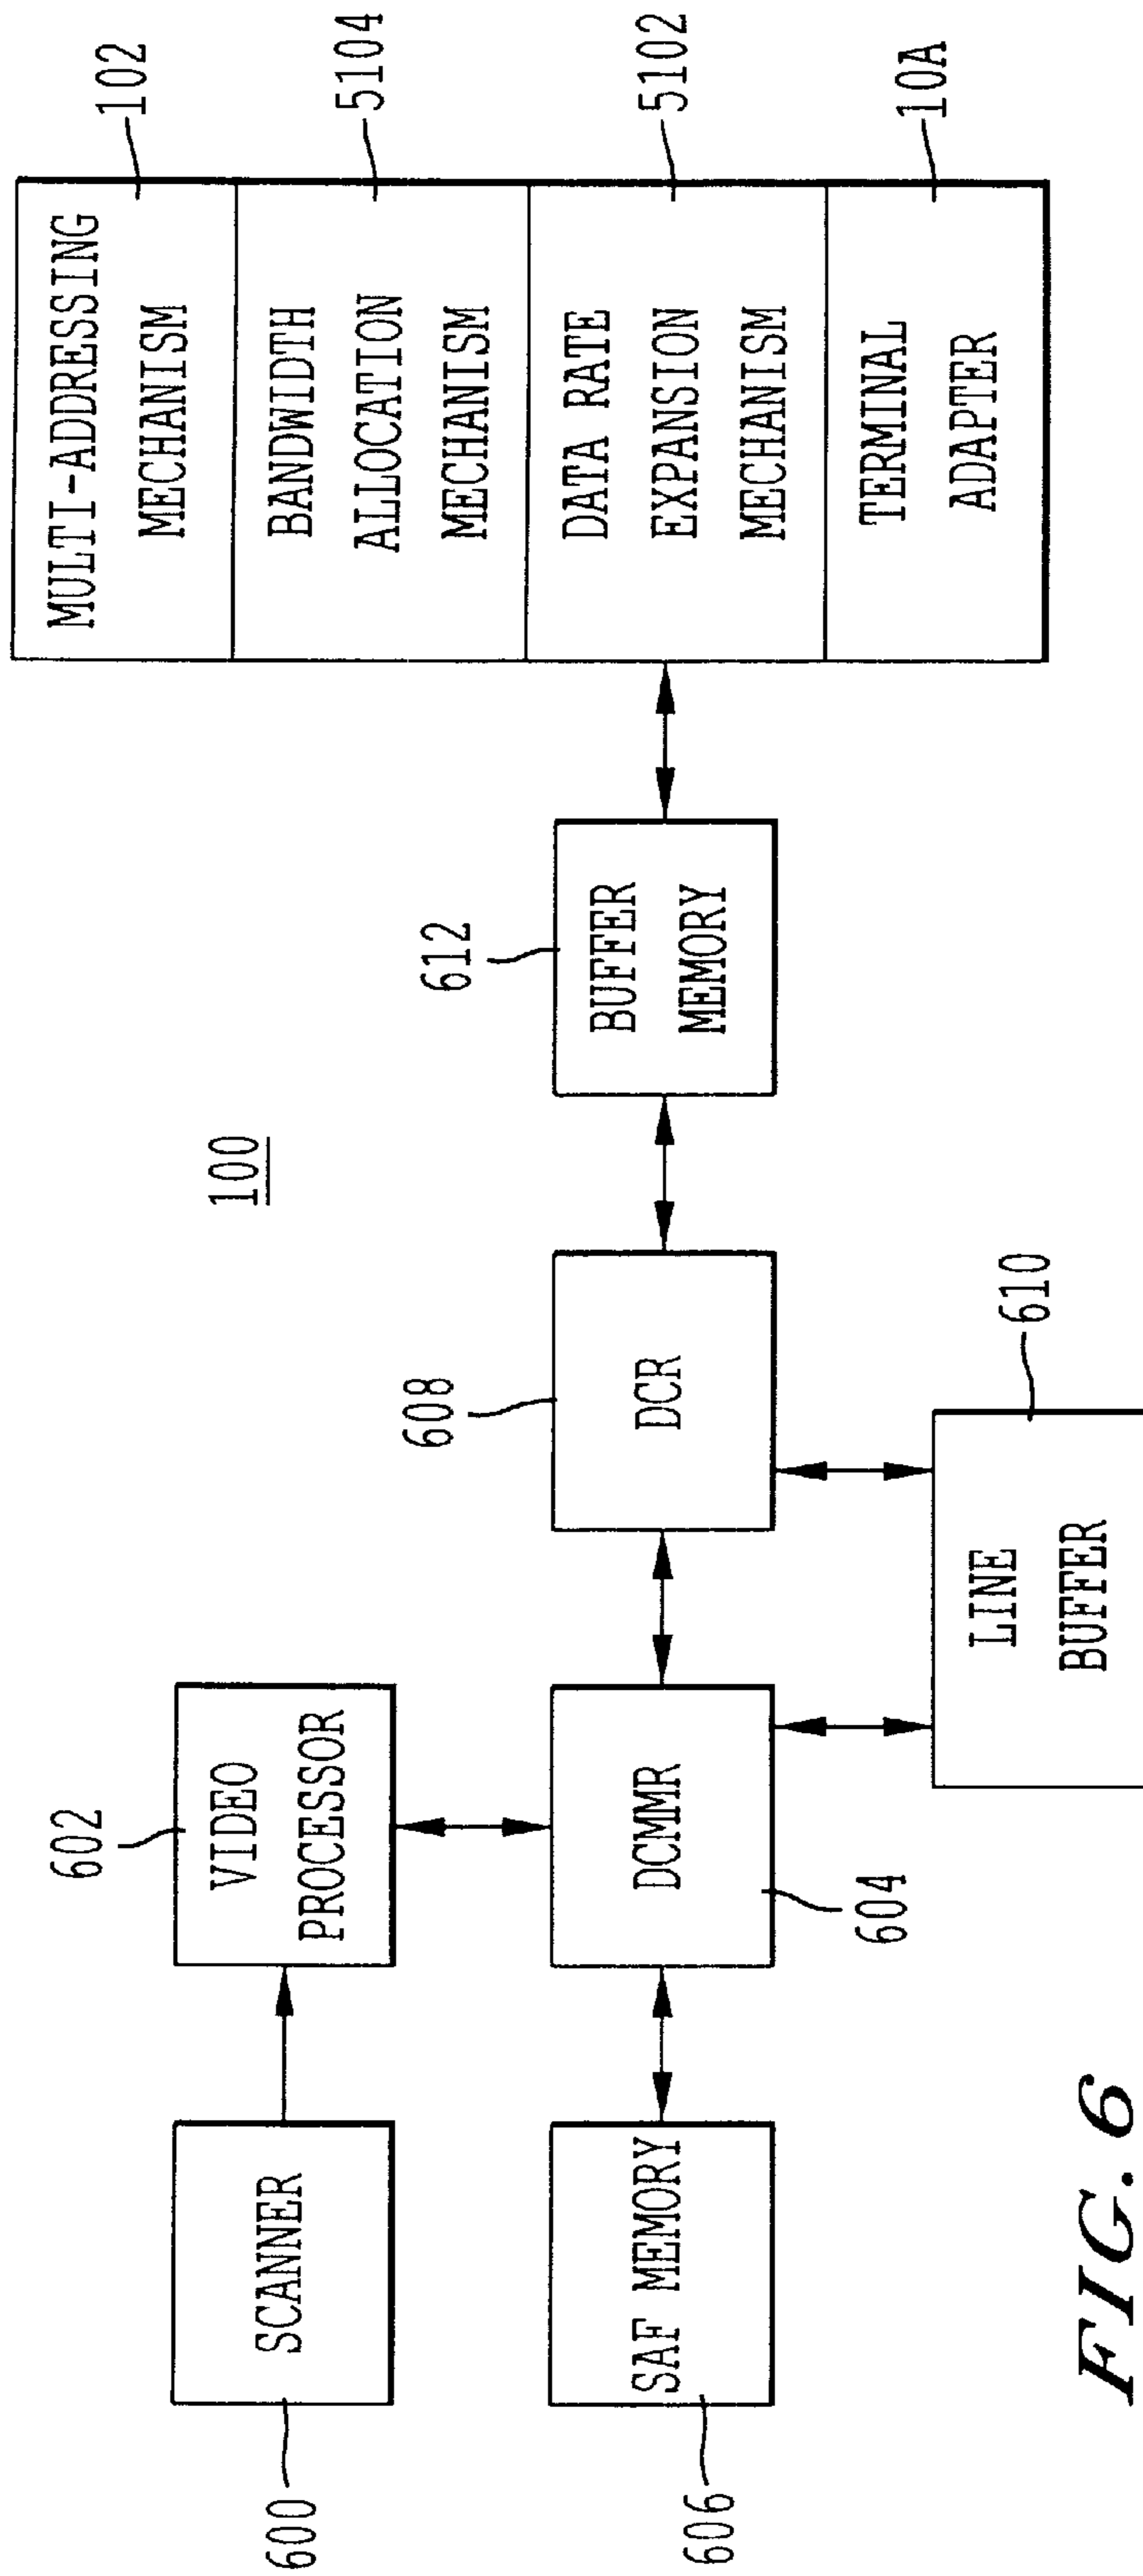 600
SCANNER
602
VIDEO
PROCESSOR
100
606
SAF MEMORY
DCMMR
604
608
DCR
612
BUFFER
MEMORY
LINE
BUFFER
610
MULTI-ADDRESSING
MECHANISM
102
BANDWIDTH
ALLOCATION
MECHANISM
5104
DATA RATE
EXPANSION
MECHANISM
5102
TERMINAL
ADAPTER
10A
FIG. 6